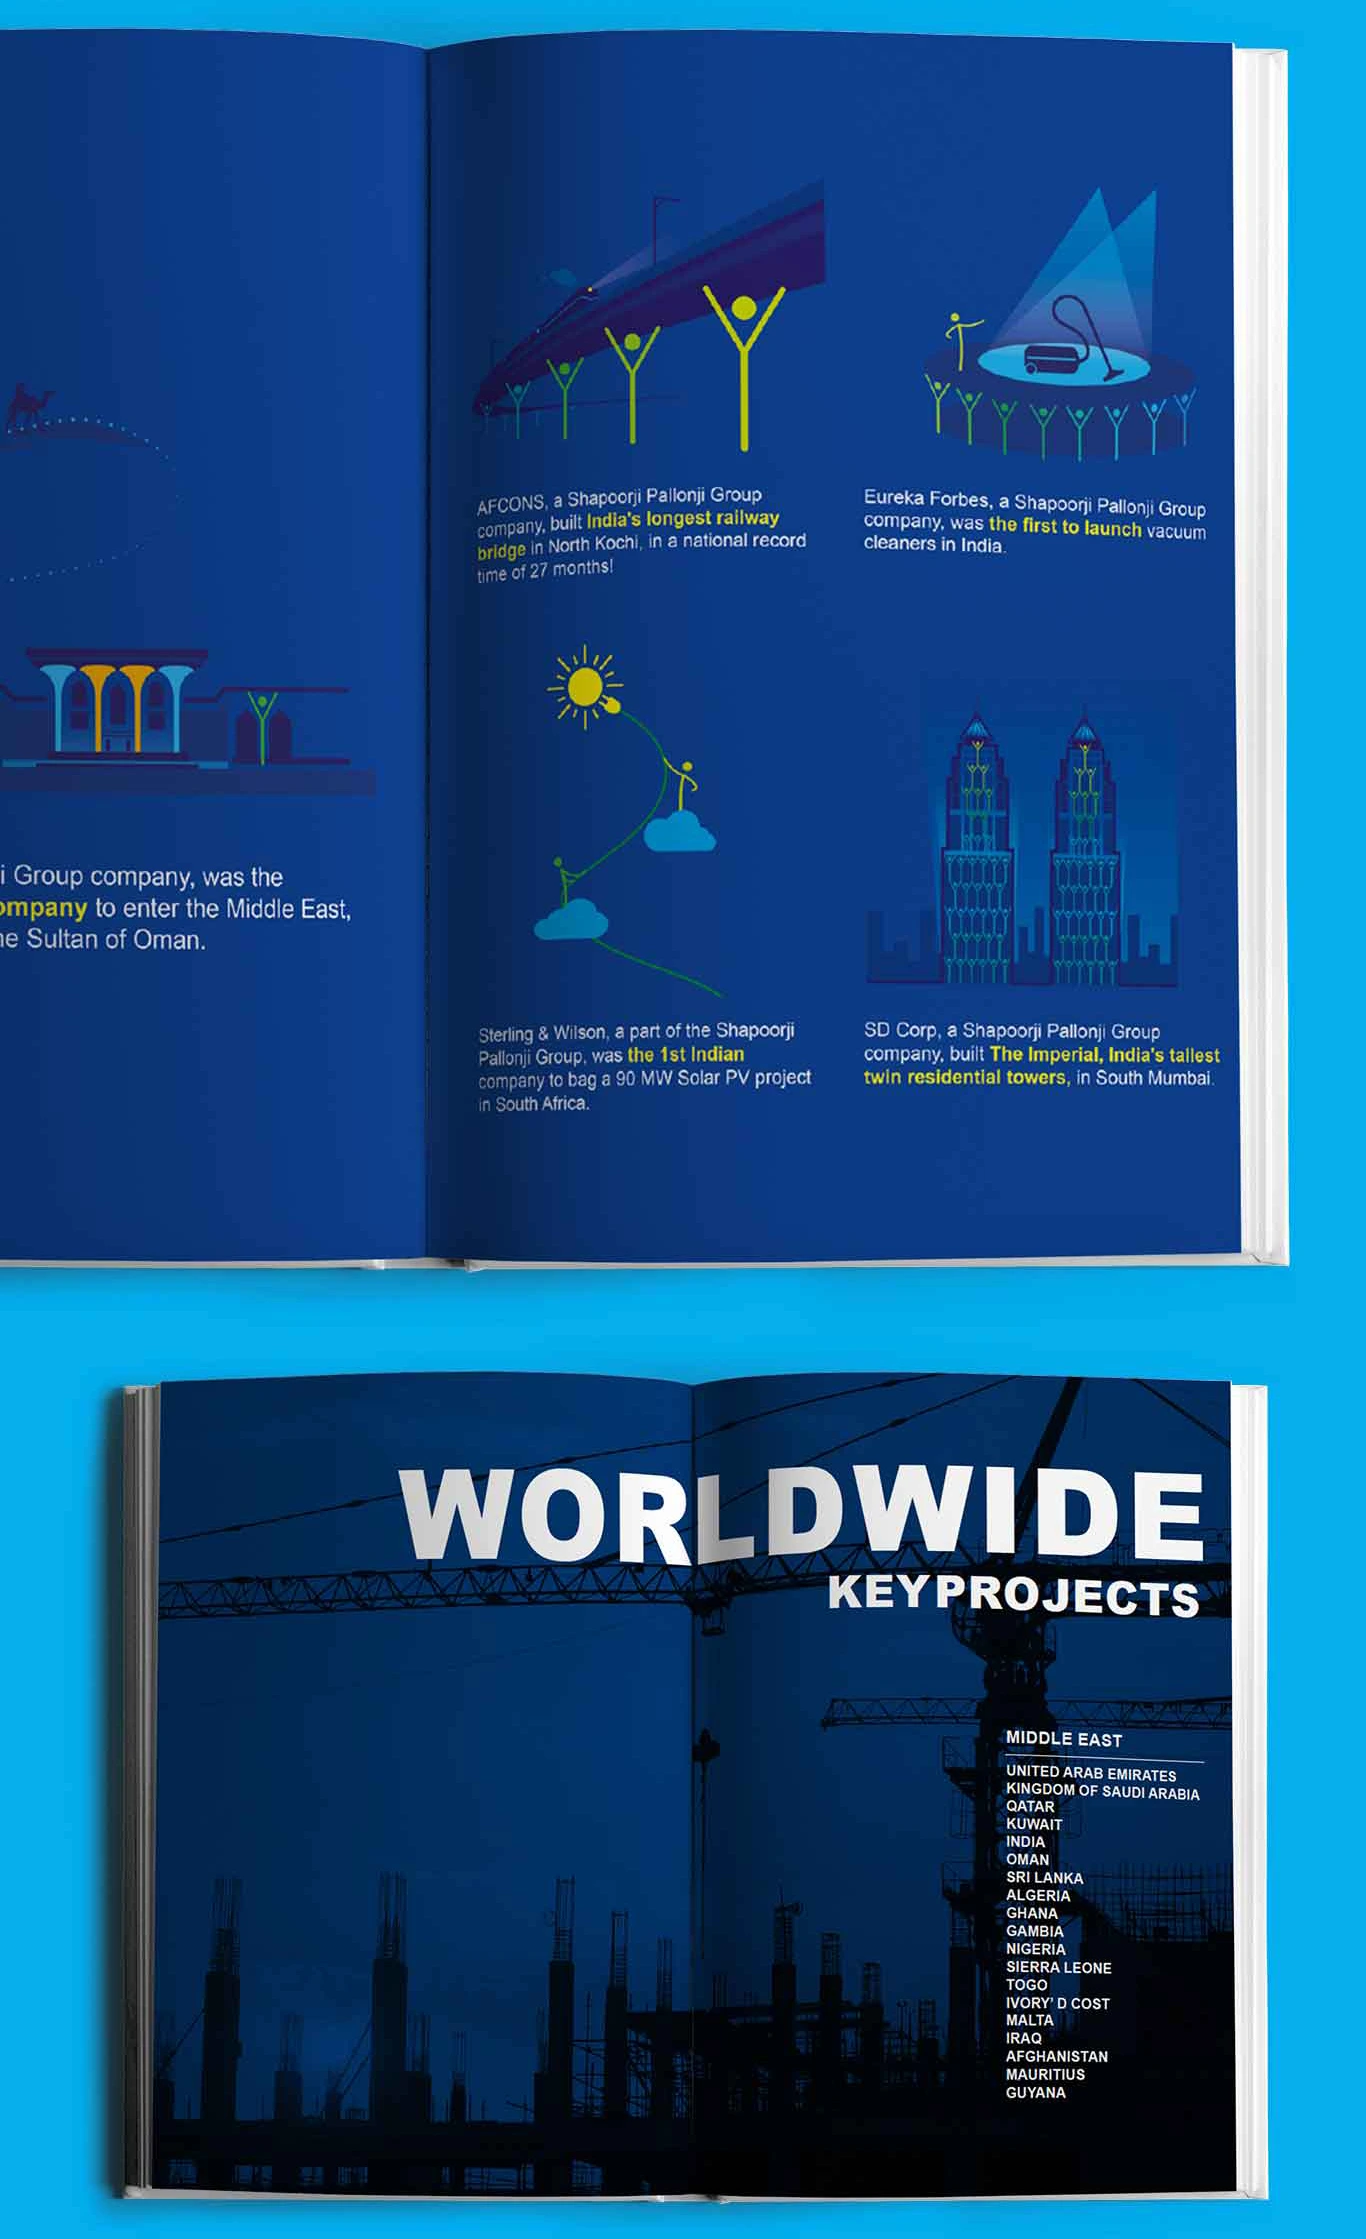 i Group company, was the
ompany to enter the Middle East,
he Sultan of Oman.
AFCONS, a Shapoorji Pallonji Group
company, built India's longest railway
bridge in North Kochi, in a national record
time of 27 months!
Eureka Forbes, a Shapoorji Pallonji Group
company, was the first to launch vacuum
cleaners in India.
Sterling & Wilson, a part of the Shapoorji
Pallonji Group, was the 1st Indian
company to bag a 90 MW Solar PV project
in South Africa.
SD Corp, a Shapoorji Pallonji Group
company, built The Imperial, India's tallest
twin residential towers, in South Mumbai.
WORLDWIDE
KEY PROJECTS
MIDDLE EAST
UNITED ARAB EMIRATES
KINGDOM OF SAUDI ARABIA
QATAR
KUWAIT
INDIA
OMAN
SRI LANKA
ALGERIA
GHANA
GAMBIA
NIGERIA
SIERRA LEONE
TOGO
IVORY' D COST
MALTA
IRAQ
AFGHANISTAN
MAURITIUS
GUYANA